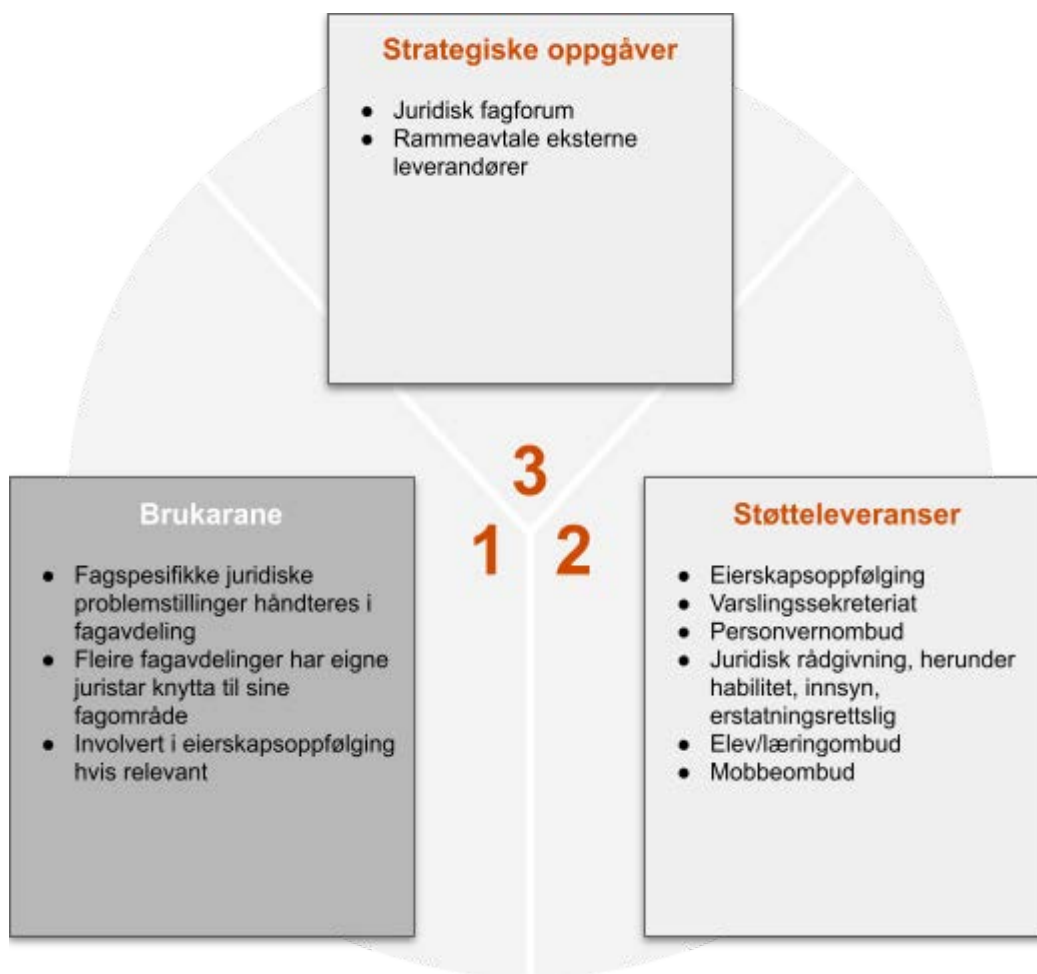 Strategiske oppgåver
● Juridisk fagforum
● Rammeavtale eksterne
leverandører
3
1
2
Brukarane
● Fagspesifikke juridiske
problemstillinger håndteres i
fagavdeling
● Fleire fagavdelinger har eigne
juristar knytta til sine
fagområde
● Involvert i eierskapsoppfølging
hvis relevant
Støtteleveranser
● Eierskapsoppfølging
● Varslingssekreteriat
● Personvernombud
● Juridisk rådgivning, herunder
habilitet, innsyn,
erstatningsrettslig
● Elev/læringombud
● Mobbeombud